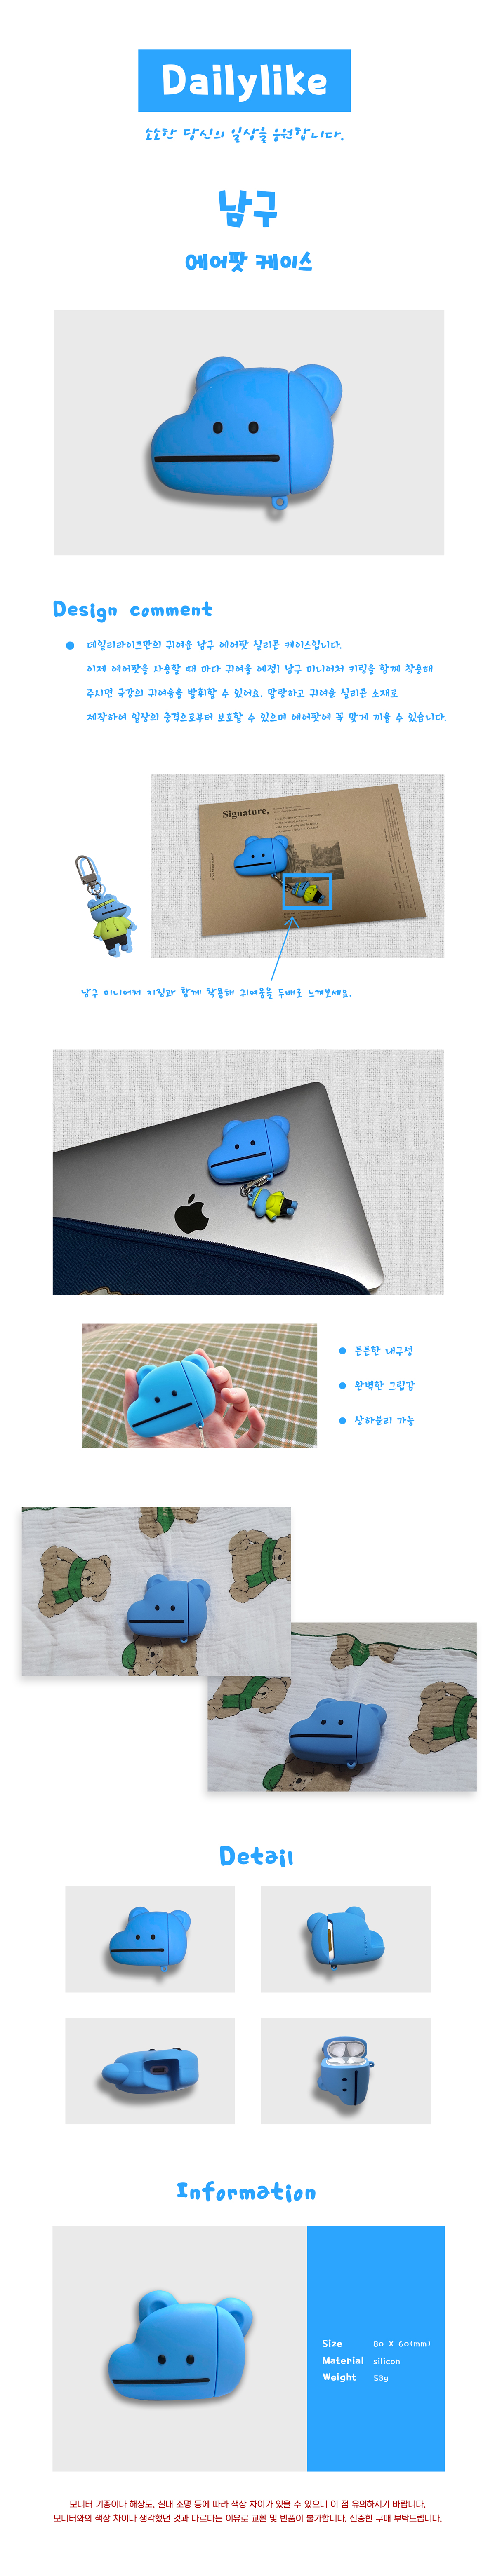 Dailylike
소소한 당신의 일상을 응원합니다.
남구
에어팟 케이스
Design comment
데일리라이크만의 귀여운 남구 에어팟 실리콘 케이스입니다.
이제 에어팟을 사용할 때 마다 귀여울 예정! 남구 미니어처 키링을 함께 착용해
주시면 극강의 귀여움을 발휘할 수 있어요. 말랑하고 귀여운 실리콘 소재로
제작하여 일상의 충격으로부터 보호할 수 있으며 에어팟에 꼭 맞게 끼울 수 있습니다.
Signature,
남구 미니어처 키링과 함께 착용해 귀여움을 두배로 느껴보세요.
튼튼한 내구성
완벽한 그립감
상하분리 가능
Detail
Information
Size 80 X 60(mm)
Material silicon
Weight 53g
모니터 기종이나 해상도, 실내 조명 등에 따라 색상 차이가 있을 수 있으니 이 점 유의하시기 바랍니다.
모니터와의 색상 차이나 생각했던 것과 다르다는 이유로 교환 및 반품이 불가합니다. 신중한 구매 부탁드립니다.